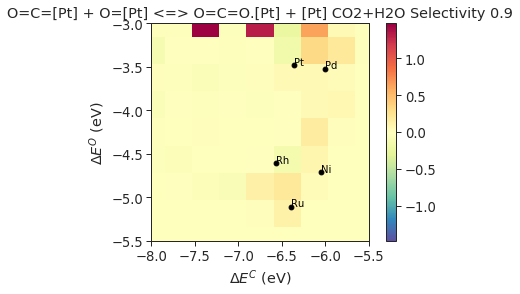 O=C=[Pt] + O=[Pt] <=> O=C=O.[Pt] + [Pt] CO2+H2O Selectivity 0.9
−3.0
−3.5
−4.0
−4.5
−5.0
−5.5
ΔE^O (eV)
Pt
Pd
Rh
Ni
Ru
−8.0 −7.5 −7.0 −6.5 −6.0 −5.5
ΔE^C (eV)
1.0
0.5
0.0
−0.5
−1.0